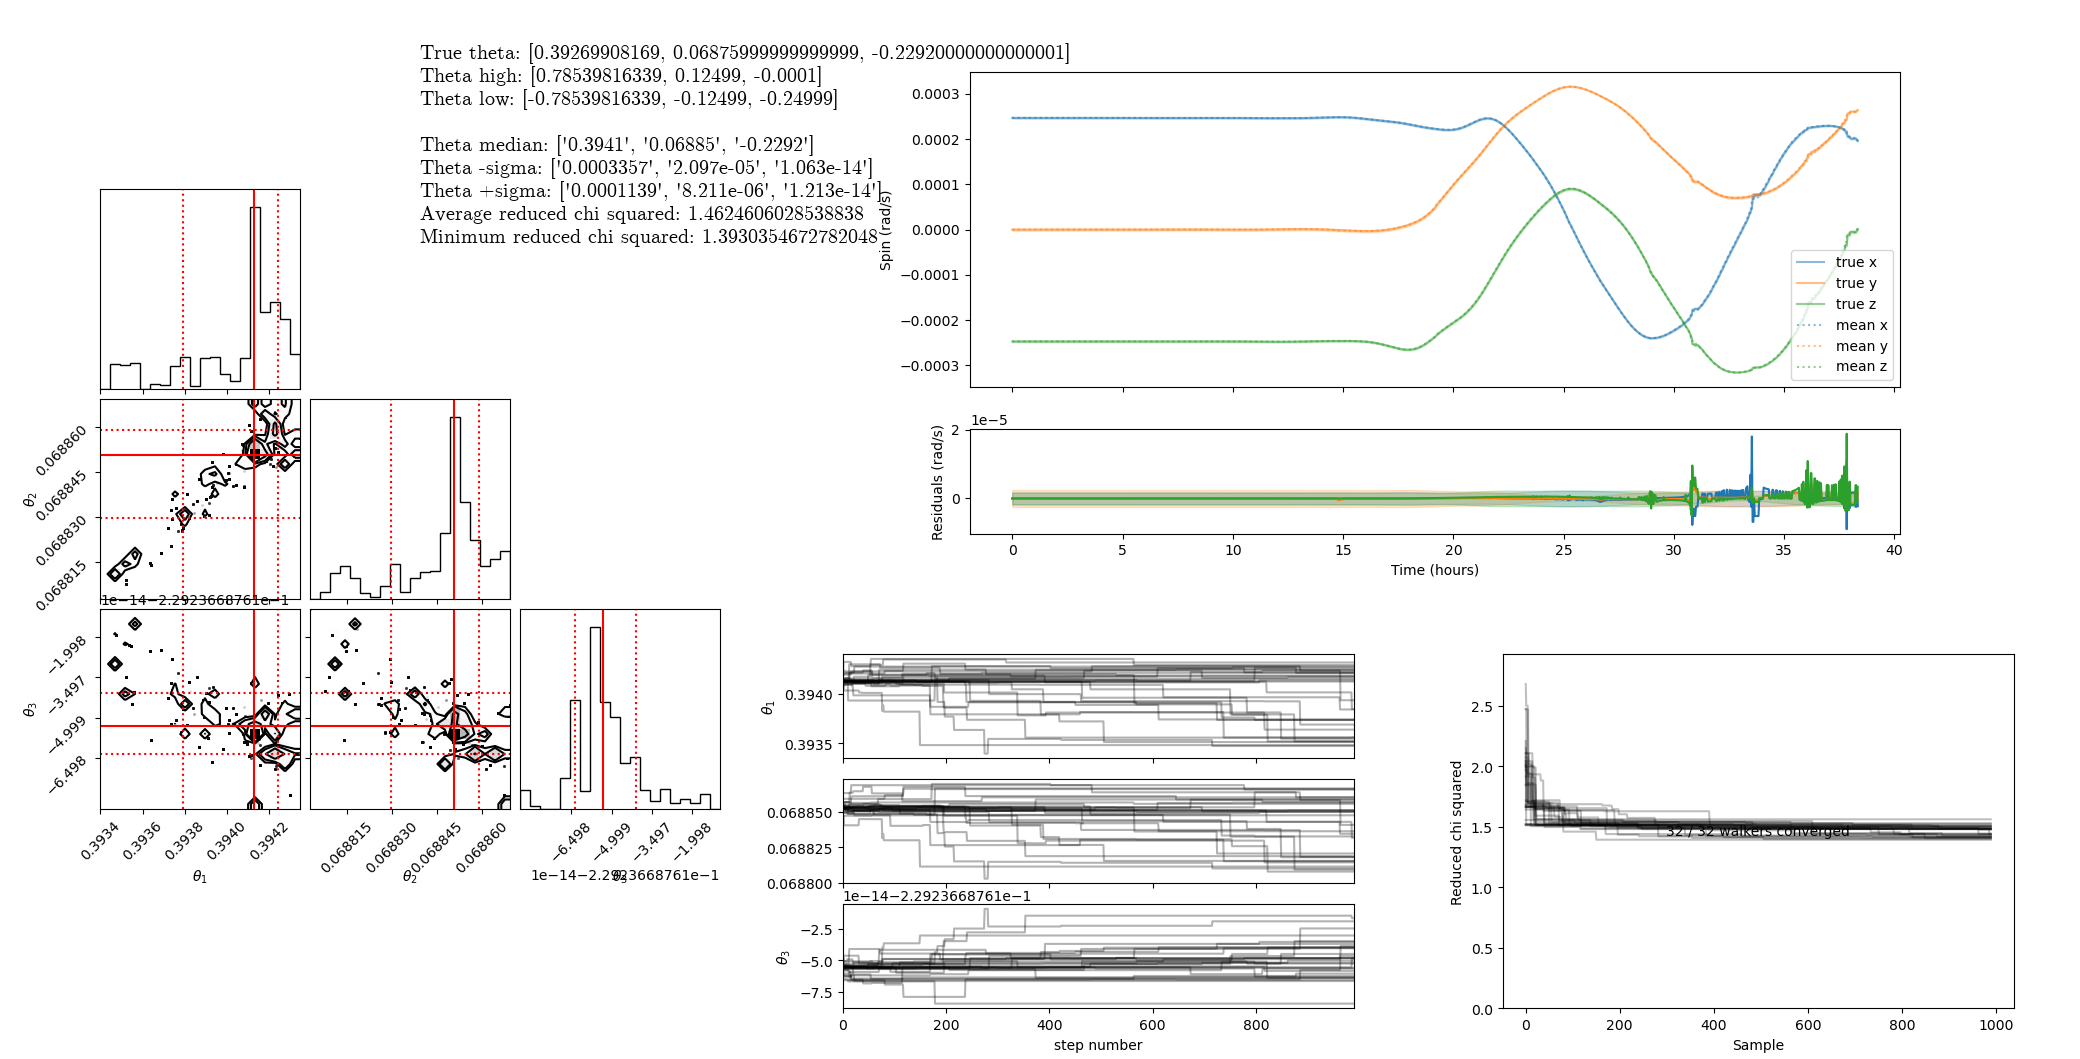 True theta: [0.39269908169, 0.06875999999999999, -0.22920000000000001]
Theta high: [0.78539816339, 0.12499, -0.0001]
Theta low: [-0.78539816339, -0.12499, -0.24999]
Theta median: ['0.3941', '0.06885', '-0.2292']
Theta -sigma: ['0.0003357', '2.097e-05', '1.063e-14']
Theta +sigma: ['0.0001139', '8.211e-06', '1.213e-14']
Average reduced chi squared: 1.4624606028538838
Minimum reduced chi squared: 1.3930354672782048
Spin (rad/s)
0.0003
0.0002
0.0001
0.0000
−0.0001
−0.0002
−0.0003
true x
true y
true z
mean x
mean y
mean z
1e−5
Residuals (rad/s)
2
0
0 5 10 15 20 25 30 35 40
Time (hours)
θ2
0.068860
0.068845
0.068830
0.068815
1e−14−2.2923668761e−1
θ3
−1.998
−3.497
−4.999
−6.498
0.3934 0.3936 0.3938 0.3940 0.3942
θ1
0.068815 0.068830 0.068845 0.068860
θ2
−6.498 −4.999 −3.497 −1.998
θ3
1e−14−2.2923668761e−1
θ1
0.3940
0.3935
0.068850
0.068825
0.068800
1e−14−2.2923668761e−1
θ3
−2.5
−5.0
−7.5
0 200 400 600 800
step number
Reduced chi squared
2.5
2.0
1.5
1.0
0.5
0.0
32 / 32 walkers converged
0 200 400 600 800 1000
Sample